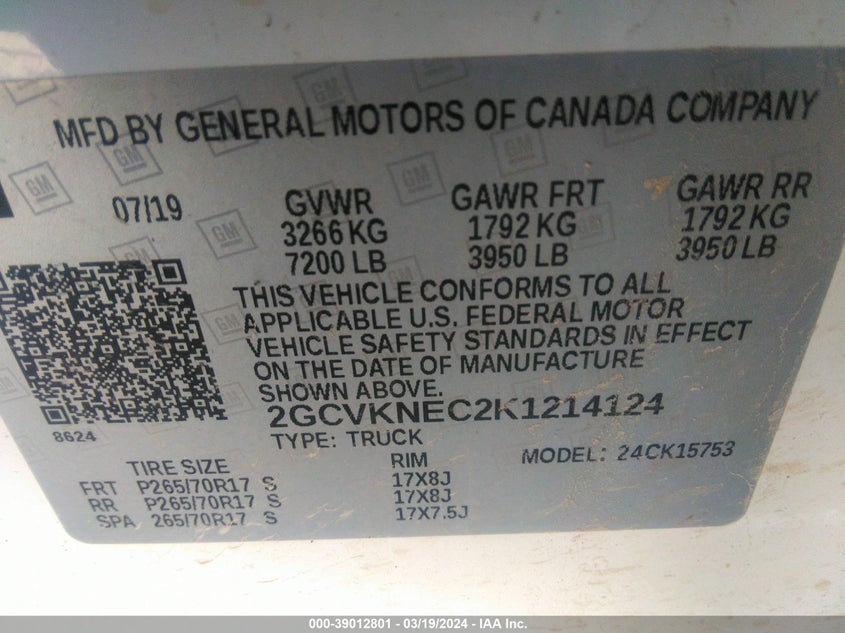 MFD BY GENERAL MOTORS OF CANADA COMPANY
07/19 GVWR GAWR FRT GAWR RR
3266 KG 1792 KG 1792 KG
7200 LB 3950 LB 3950 LB
THIS VEHICLE CONFORMS TO ALL
APPLICABLE U.S. FEDERAL MOTOR
VEHICLE SAFETY STANDARDS IN EFFECT
ON THE DATE OF MANUFACTURE
SHOWN ABOVE.
8624
2GCVKNEC2K1214124
TYPE: TRUCK MODEL: 24CK15753
TIRE SIZE RIM
FRT P265/70R17 S 17X8J
RR P265/70R17 S 17X8J
SPA 265/70R17 S 17X7.5J
000-39012801 - 03/19/2024 - IAA, Inc.